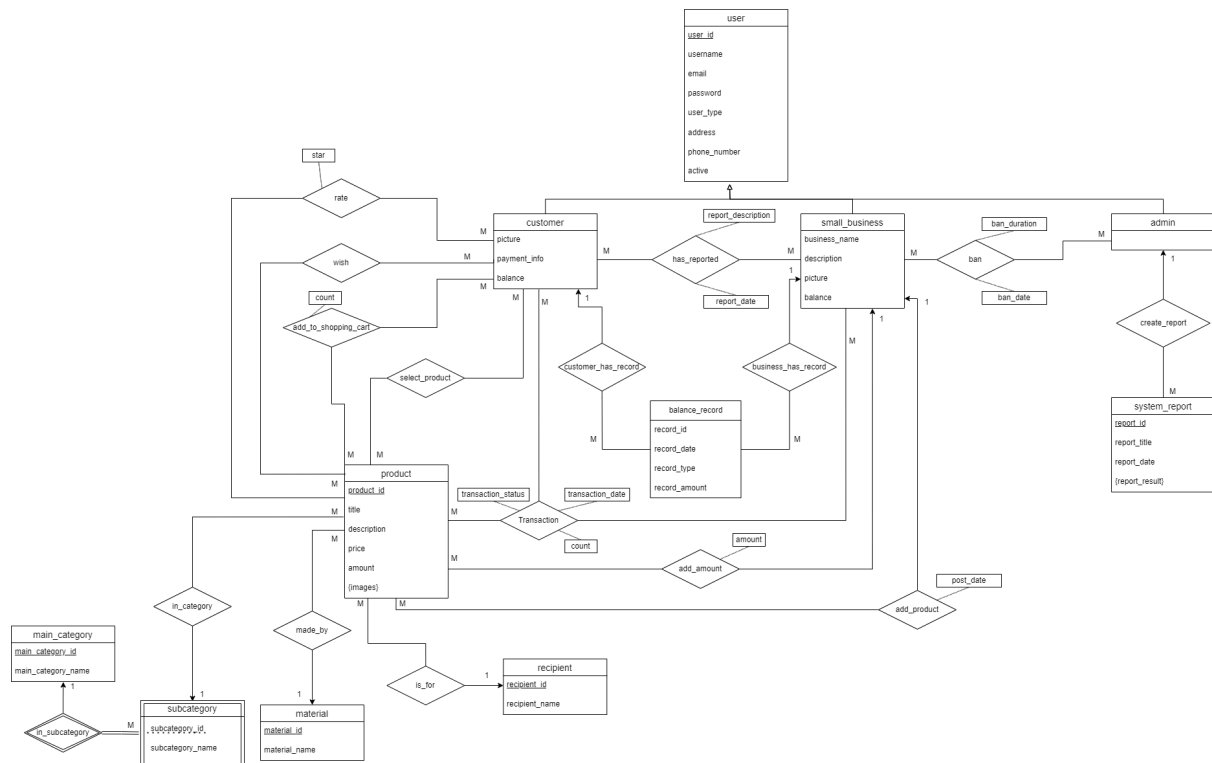 user
user_id
username
email
password
user_type
address
phone_number
active
star
rate
M
M
customer
picture
payment_info
balance
M
M
M
M
M
report_description
has_reported
report_date
M
M
small_business
business_name
description
picture
balance
1
M
ban_duration
ban
ban_date
M
admin
1
wish
M
count
add_to_shopping_cart
M
select_product
M
1
customer_has_record
M
business_has_record
M
M
1
1
create_report
M
system_report
report_id
report_title
report_date
{report_result}
balance_record
record_id
record_date
record_type
record_amount
product
product_id
title
description
price
amount
{images}
M
M
M
M
M
M
M
M
transaction_status
transaction_date
Transaction
count
amount
add_amount
post_date
add_product
in_category
made_by
is_for
1
recipient
recipient_id
recipient_name
main_category
main_category_id
main_category_name
1
in_subcategory
M
1
subcategory
subcategory_id
subcategory_name
1
material
material_id
material_name